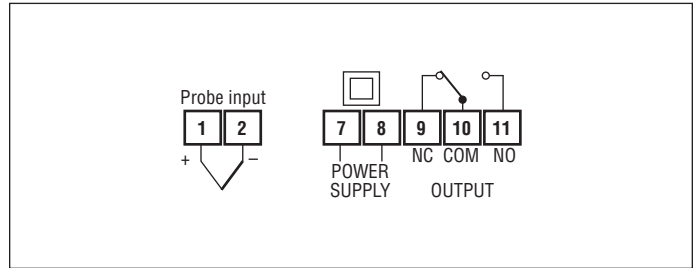 Probe input
1 2
7 8 9 10 11
+ −
NC COM NO
POWER
SUPPLY
OUTPUT